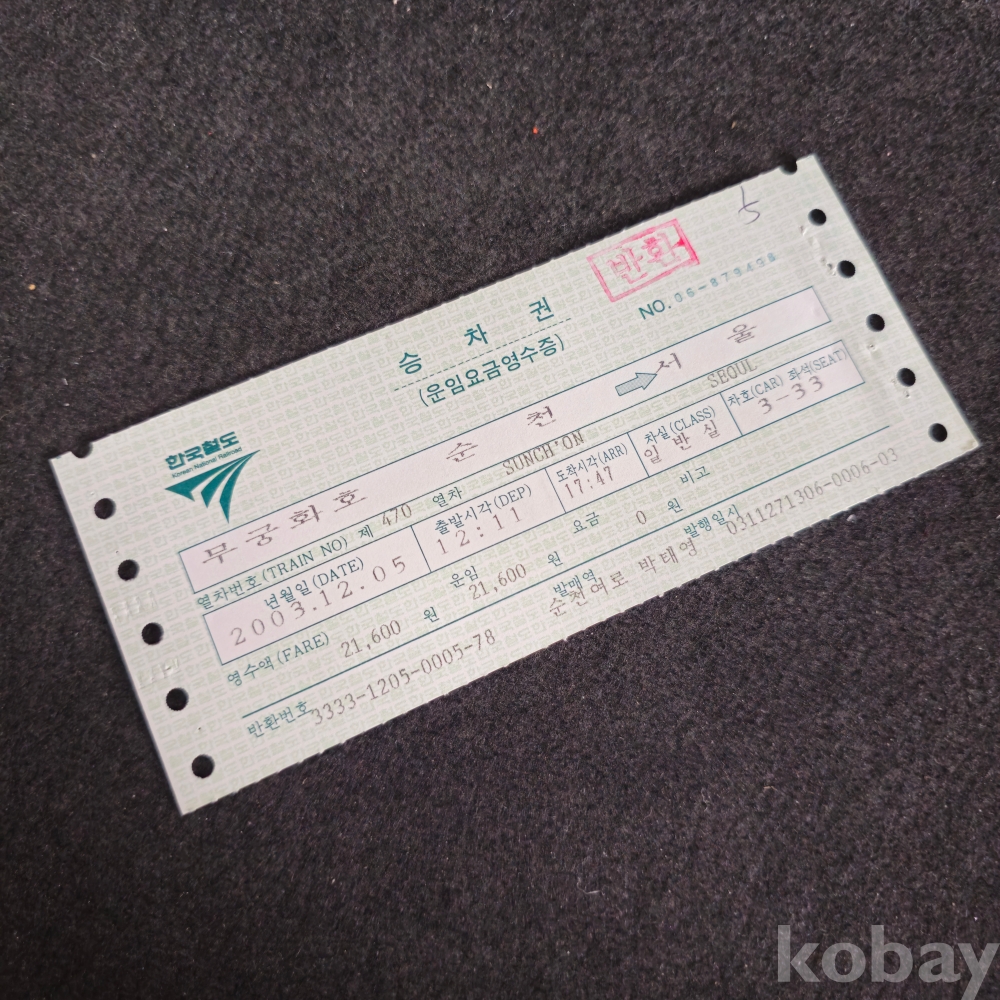 5
반환
NO. 06-879498
승 차 권
(운임요금영수증)
한국철도
Korean National Railroad
무궁화호 순 천 → 서 울
열차번호(TRAIN NO) 제 470 열차 SUNCH'ON SEOUL
년월일(DATE) 출발시각(DEP) 도착시각(ARR) 차실(CLASS) 차호(CAR) 좌석(SEAT)
2003.12.05 12:11 17:47 일반실 3-33
영수액(FARE) 21,600 원 운임 21,600 원 요금 0 원 비고
반환번호 3333-1205-0005-78 발매역 순천여로 박태영 발행일시 0311271306-0006-03
kobay